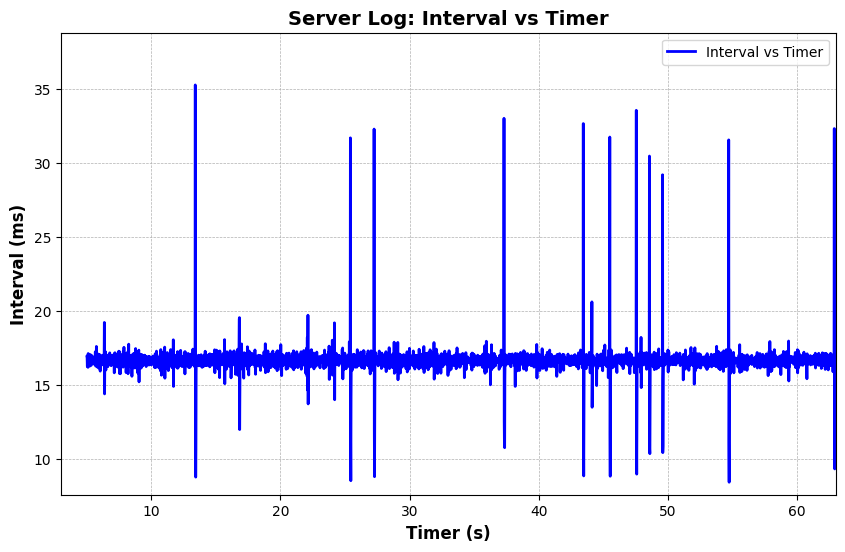 Server Log: Interval vs Timer
Interval vs Timer
35
30
25
20
15
10
Interval (ms)
10 20 30 40 50 60
Timer (s)